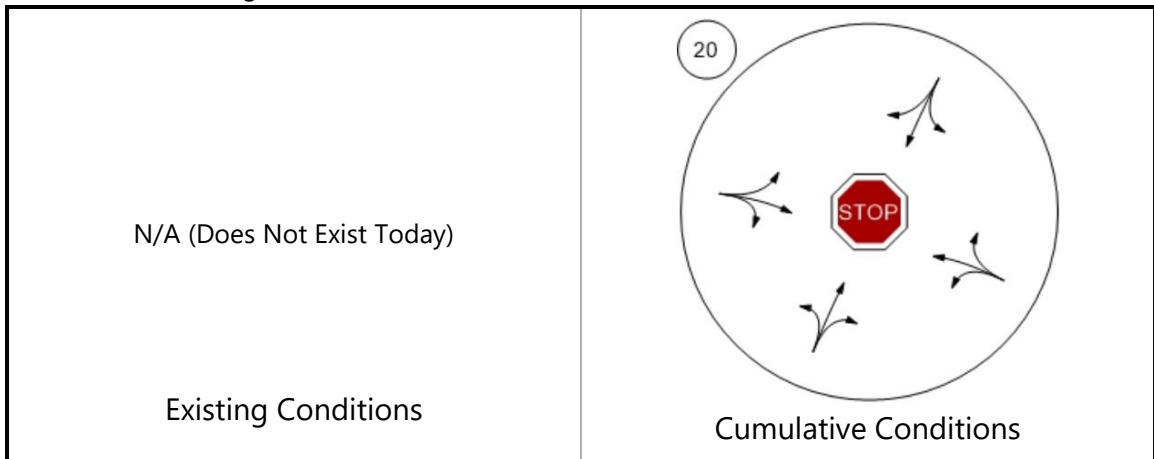 N/A (Does Not Exist Today)
Existing Conditions
20
STOP
Cumulative Conditions